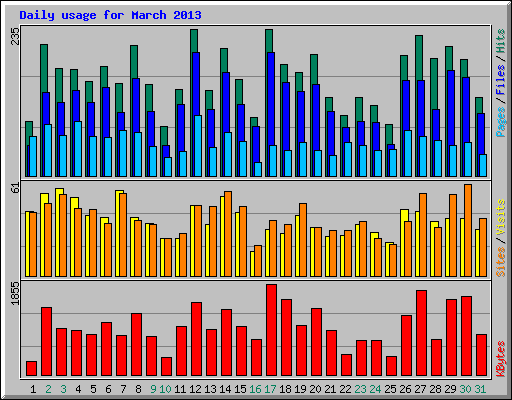 Daily usage for March 2013
235
Pages/Files/Hits
61
Sites/Visits
1855
KBytes
1 2 3 4 5 6 7 8 9 10 11 12 13 14 15 16 17 18 19 20 21 22 23 24 25 26 27 28 29 30 31